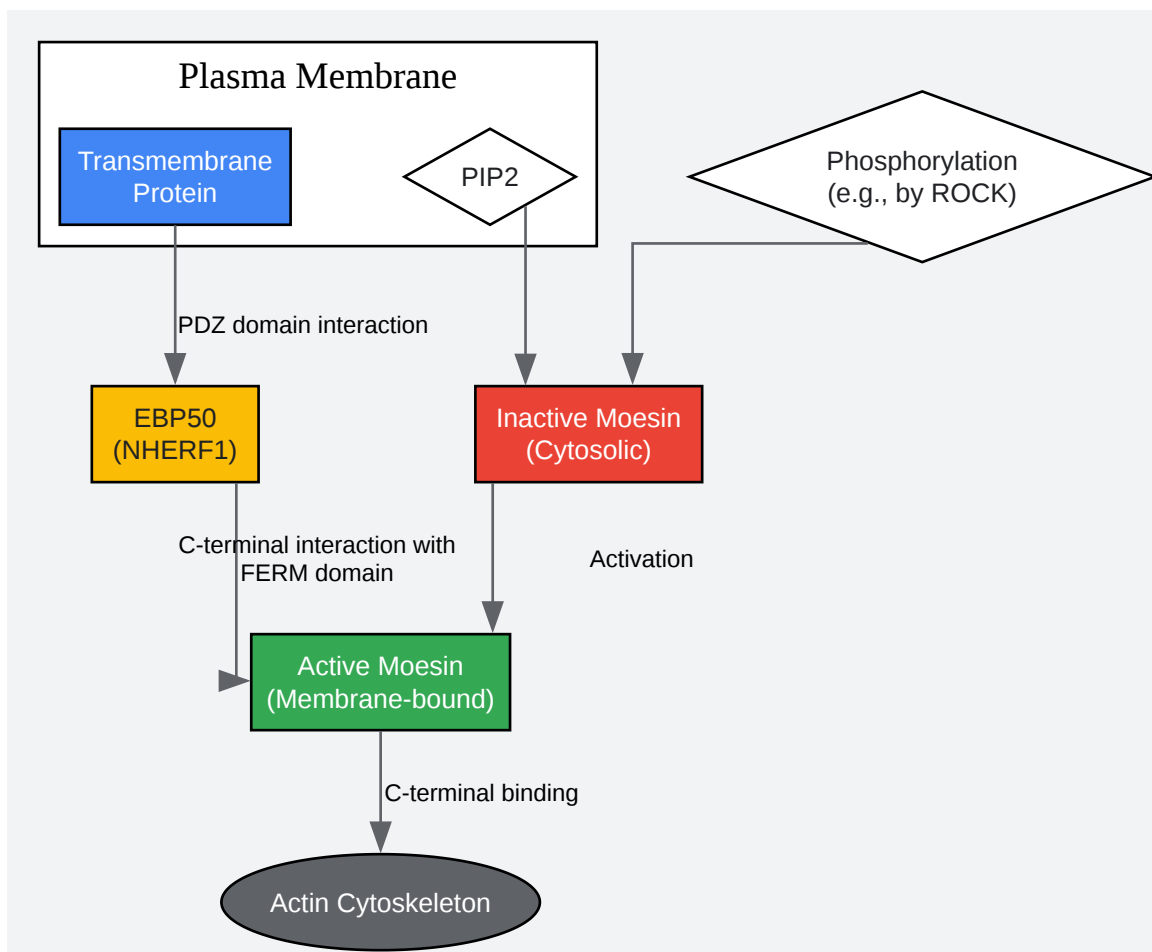 Plasma Membrane
Transmembrane
Protein
PIP2
Phosphorylation
(e.g., by ROCK)
PDZ domain interaction
EBP50
(NHERF1)
Inactive Moesin
(Cytosolic)
C-terminal interaction with
FERM domain
Activation
Active Moesin
(Membrane-bound)
C-terminal binding
Actin Cytoskeleton